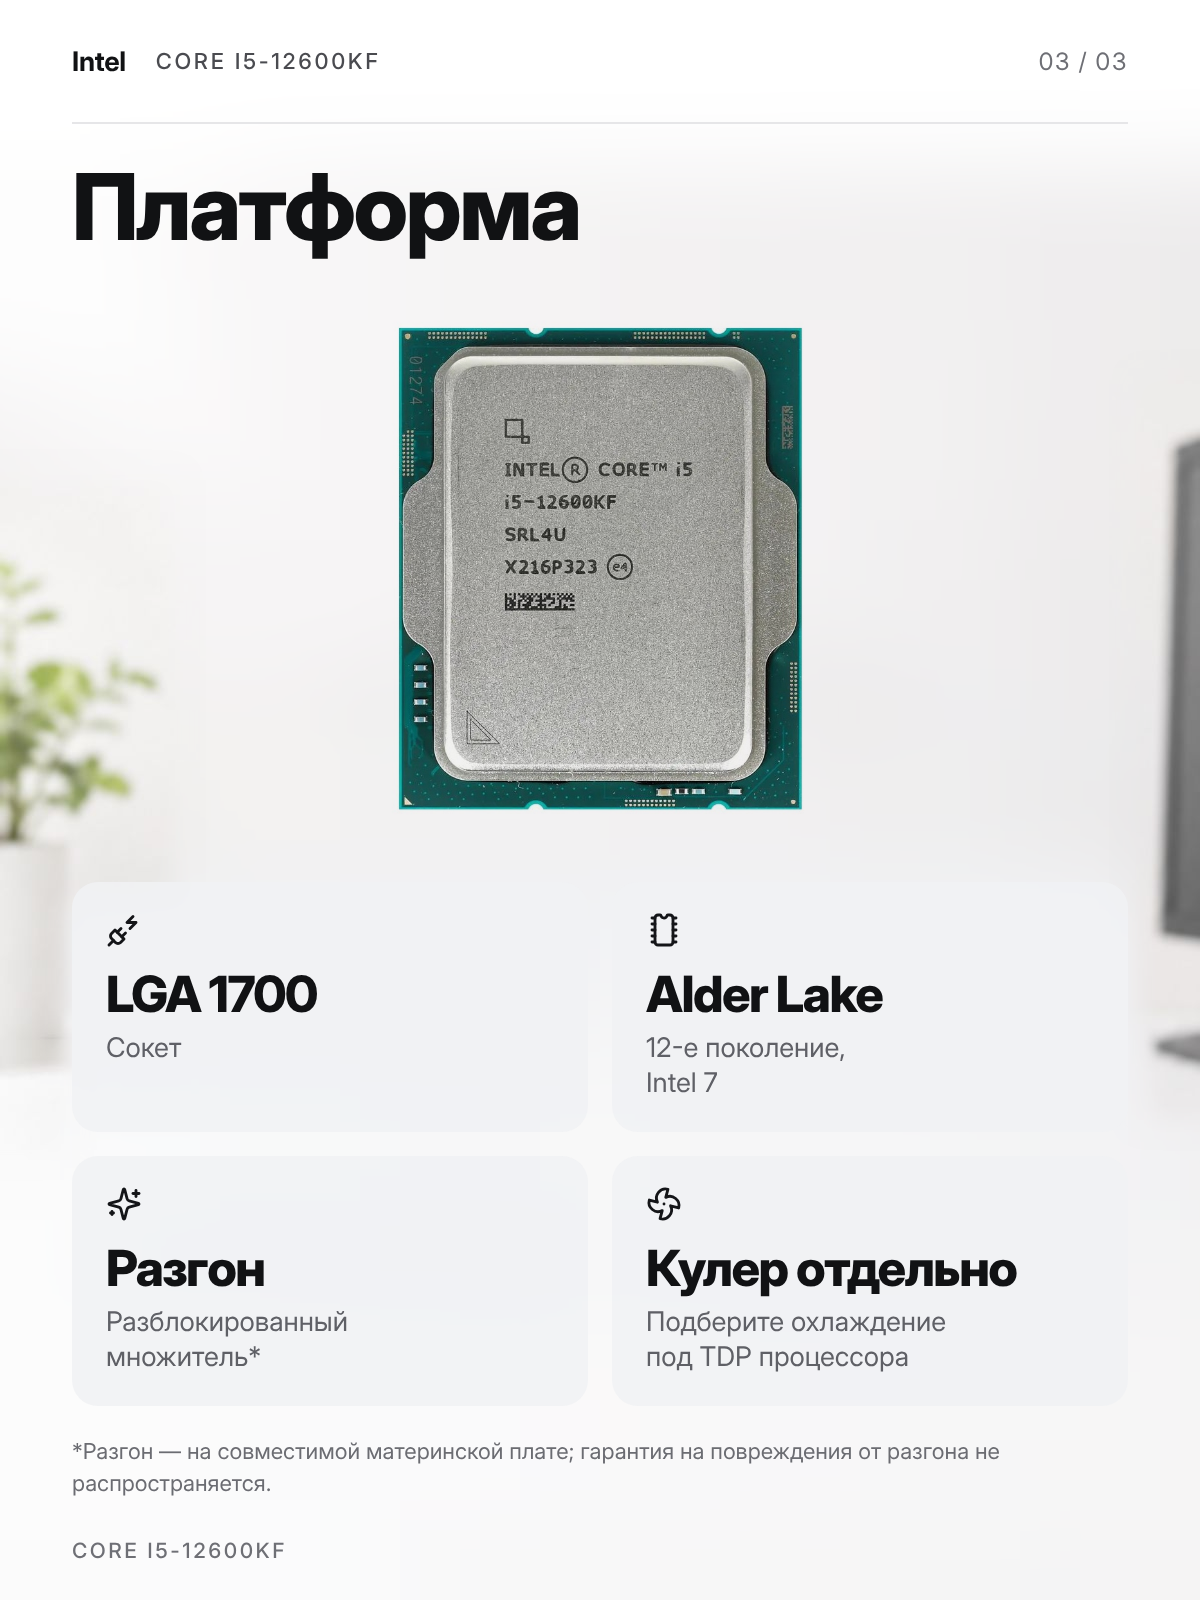 Intel CORE I5-12600KF 03 / 03
Платформа
01274
INTEL® CORE™ i5
i5-12600KF
SRL4U
X216P323 e4
LGA 1700
Сокет
Alder Lake
12-е поколение,
Intel 7
Разгон
Разблокированный
множитель*
Кулер отдельно
Подберите охлаждение
под TDP процессора
*Разгон — на совместимой материнской плате; гарантия на повреждения от разгона не
распространяется.
CORE I5-12600KF